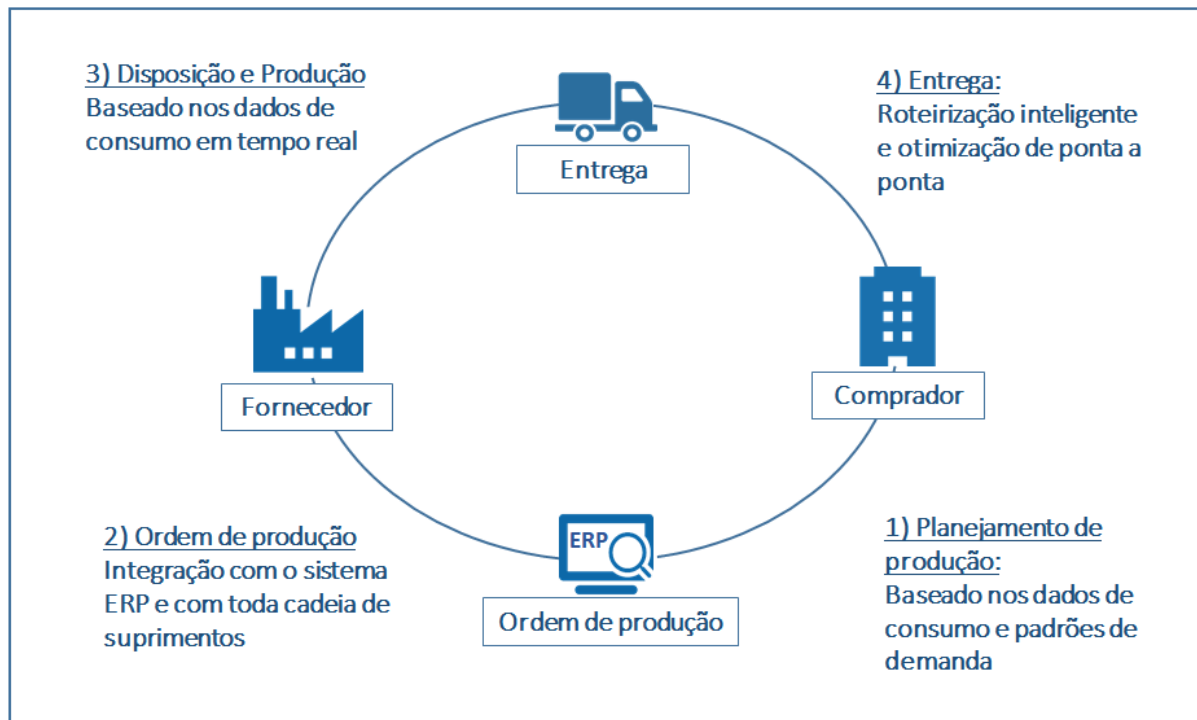 3) Disposição e Produção
Baseado nos dados de
consumo em tempo real
Entrega
4) Entrega:
Roteirização inteligente
e otimização de ponta a
ponta
Fornecedor
Comprador
2) Ordem de produção
Integração com o sistema
ERP e com toda cadeia de
suprimentos
ERP
Ordem de produção
1) Planejamento de
produção:
Baseado nos dados de
consumo e padrões de
demanda